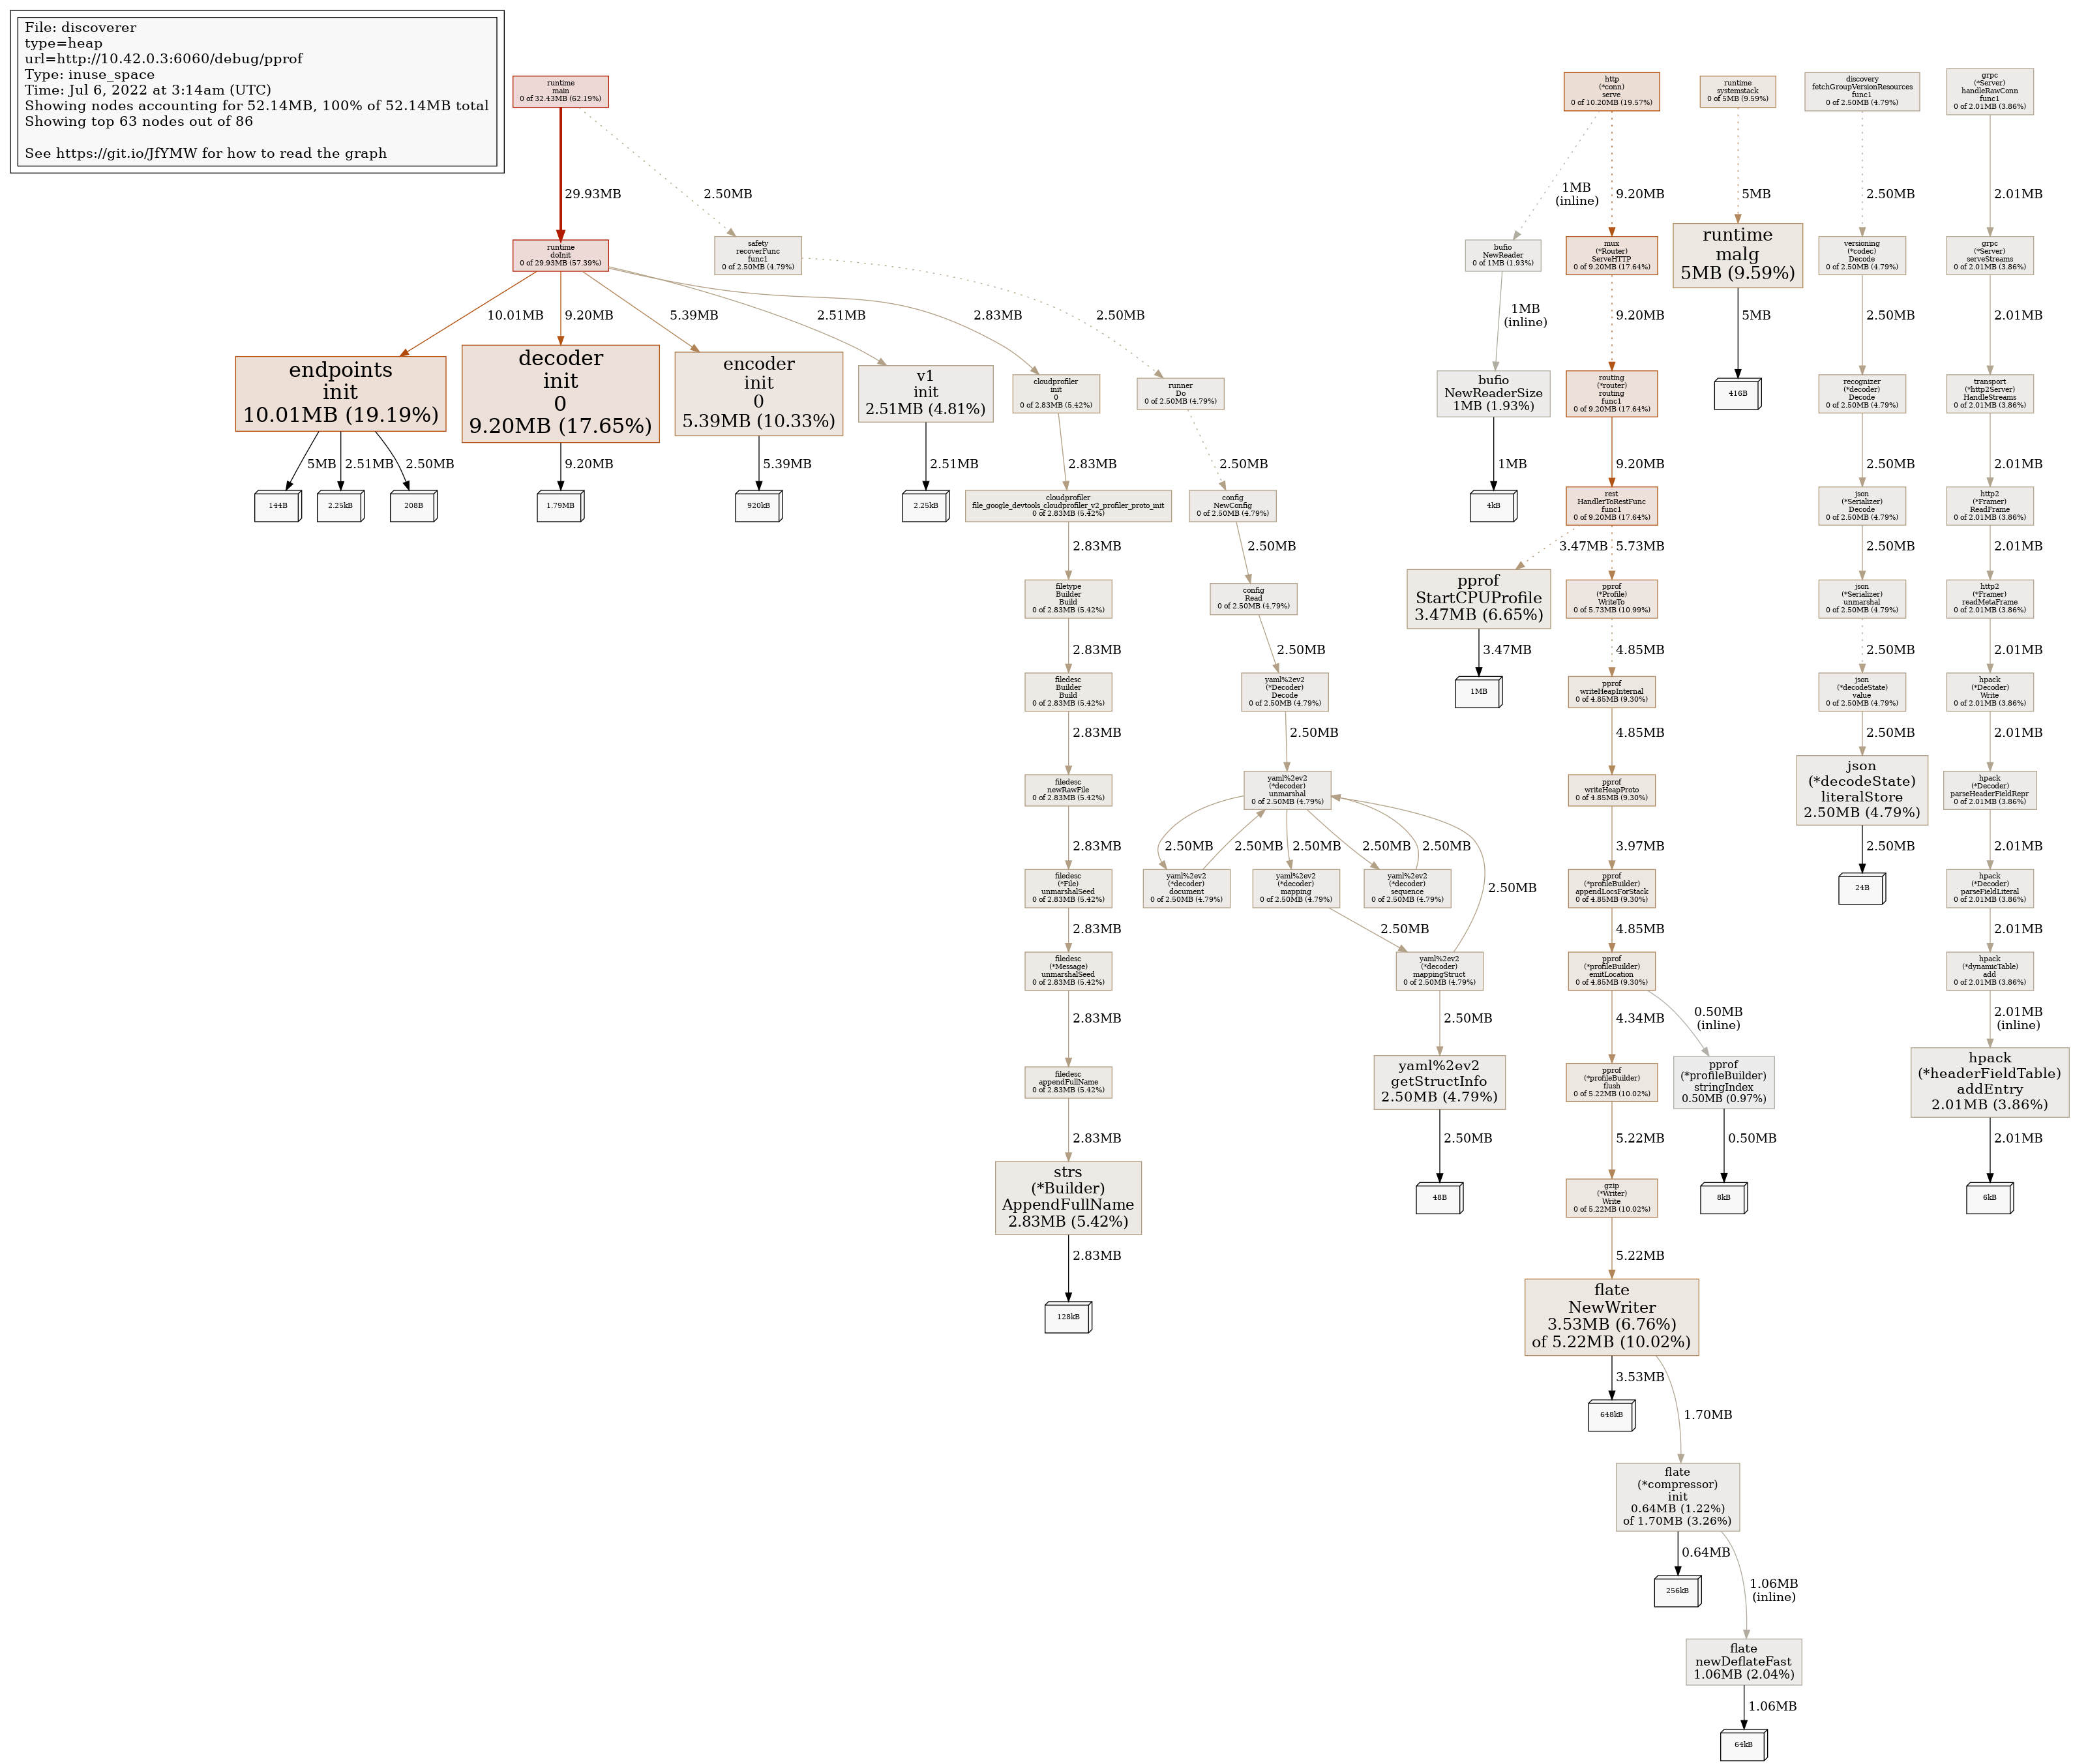 File: discoverer
type=heap
url=http://10.42.0.3:6060/debug/pprof
Type: inuse_space
Time: Jul 6, 2022 at 3:14am (UTC)
Showing nodes accounting for 52.14MB, 100% of 52.14MB total
Showing top 63 nodes out of 86
See https://git.io/JfYMW for how to read the graph
runtime
main
0 of 32.43MB (62.19%)
29.93MB
2.50MB
runtime
doInit
0 of 29.93MB (57.39%)
safety
recoverFunc
func1
0 of 2.50MB (4.79%)
10.01MB
9.20MB
5.39MB
2.51MB
2.83MB
2.50MB
endpoints
init
10.01MB (19.19%)
5MB
2.51MB
2.50MB
144B
2.25kB
208B
decoder
init
0
9.20MB (17.65%)
9.20MB
1.79MB
encoder
init
0
5.39MB (10.33%)
5.39MB
920kB
v1
init
2.51MB (4.81%)
2.51MB
2.25kB
cloudprofiler
init
0
0 of 2.83MB (5.42%)
2.83MB
cloudprofiler
file_google_devtools_cloudprofiler_v2_profiler_proto_init
0 of 2.83MB (5.42%)
2.83MB
filetype
Builder
Build
0 of 2.83MB (5.42%)
2.83MB
filedesc
Builder
Build
0 of 2.83MB (5.42%)
2.83MB
filedesc
newRawFile
0 of 2.83MB (5.42%)
2.83MB
filedesc
(*File)
unmarshalSeed
0 of 2.83MB (5.42%)
2.83MB
filedesc
(*Message)
unmarshalSeed
0 of 2.83MB (5.42%)
2.83MB
filedesc
appendFullName
0 of 2.83MB (5.42%)
2.83MB
strs
(*Builder)
AppendFullName
2.83MB (5.42%)
2.83MB
128kB
runner
Do
0 of 2.50MB (4.79%)
2.50MB
config
NewConfig
0 of 2.50MB (4.79%)
2.50MB
config
Read
0 of 2.50MB (4.79%)
2.50MB
yaml%2ev2
(*Decoder)
Decode
0 of 2.50MB (4.79%)
2.50MB
yaml%2ev2
(*decoder)
unmarshal
0 of 2.50MB (4.79%)
2.50MB
2.50MB
2.50MB
2.50MB
2.50MB
2.50MB
yaml%2ev2
(*decoder)
document
0 of 2.50MB (4.79%)
yaml%2ev2
(*decoder)
mapping
0 of 2.50MB (4.79%)
yaml%2ev2
(*decoder)
sequence
0 of 2.50MB (4.79%)
2.50MB
yaml%2ev2
(*decoder)
mappingStruct
0 of 2.50MB (4.79%)
2.50MB
yaml%2ev2
getStructInfo
2.50MB (4.79%)
2.50MB
48B
http
(*conn)
serve
0 of 10.20MB (19.57%)
1MB
(inline)
9.20MB
bufio
NewReader
0 of 1MB (1.93%)
1MB
(inline)
bufio
NewReaderSize
1MB (1.93%)
1MB
4kB
mux
(*Router)
ServeHTTP
0 of 9.20MB (17.64%)
9.20MB
routing
(*router)
routing
func1
0 of 9.20MB (17.64%)
9.20MB
rest
HandlerToRestFunc
func1
0 of 9.20MB (17.64%)
3.47MB
5.73MB
pprof
StartCPUProfile
3.47MB (6.65%)
3.47MB
1MB
pprof
(*Profile)
WriteTo
0 of 5.73MB (10.99%)
4.85MB
pprof
writeHeapInternal
0 of 4.85MB (9.30%)
4.85MB
pprof
writeHeapProto
0 of 4.85MB (9.30%)
3.97MB
pprof
(*profileBuilder)
appendLocsForStack
0 of 4.85MB (9.30%)
4.85MB
pprof
(*profileBuilder)
emitLocation
0 of 4.85MB (9.30%)
4.34MB
0.50MB
(inline)
pprof
(*profileBuilder)
flush
0 of 5.22MB (10.02%)
pprof
(*profileBuilder)
stringIndex
0.50MB (0.97%)
5.22MB
0.50MB
gzip
(*Writer)
Write
0 of 5.22MB (10.02%)
8kB
5.22MB
flate
NewWriter
3.53MB (6.76%)
of 5.22MB (10.02%)
3.53MB
1.70MB
648kB
flate
(*compressor)
init
0.64MB (1.22%)
of 1.70MB (3.26%)
0.64MB
1.06MB
(inline)
256kB
flate
newDeflateFast
1.06MB (2.04%)
1.06MB
64kB
runtime
systemstack
0 of 5MB (9.59%)
5MB
runtime
malg
5MB (9.59%)
5MB
416B
discovery
fetchGroupVersionResources
func1
0 of 2.50MB (4.79%)
2.50MB
versioning
(*codec)
Decode
0 of 2.50MB (4.79%)
2.50MB
recognizer
(*decoder)
Decode
0 of 2.50MB (4.79%)
2.50MB
json
(*Serializer)
Decode
0 of 2.50MB (4.79%)
2.50MB
json
(*Serializer)
unmarshal
0 of 2.50MB (4.79%)
2.50MB
json
(*decodeState)
value
0 of 2.50MB (4.79%)
2.50MB
json
(*decodeState)
literalStore
2.50MB (4.79%)
2.50MB
24B
grpc
(*Server)
handleRawConn
func1
0 of 2.01MB (3.86%)
2.01MB
grpc
(*Server)
serveStreams
0 of 2.01MB (3.86%)
2.01MB
transport
(*http2Server)
HandleStreams
0 of 2.01MB (3.86%)
2.01MB
http2
(*Framer)
ReadFrame
0 of 2.01MB (3.86%)
2.01MB
http2
(*Framer)
readMetaFrame
0 of 2.01MB (3.86%)
2.01MB
hpack
(*Decoder)
Write
0 of 2.01MB (3.86%)
2.01MB
hpack
(*Decoder)
parseHeaderFieldRepr
0 of 2.01MB (3.86%)
2.01MB
hpack
(*Decoder)
parseFieldLiteral
0 of 2.01MB (3.86%)
2.01MB
hpack
(*dynamicTable)
add
0 of 2.01MB (3.86%)
2.01MB
(inline)
hpack
(*headerFieldTable)
addEntry
2.01MB (3.86%)
2.01MB
6kB